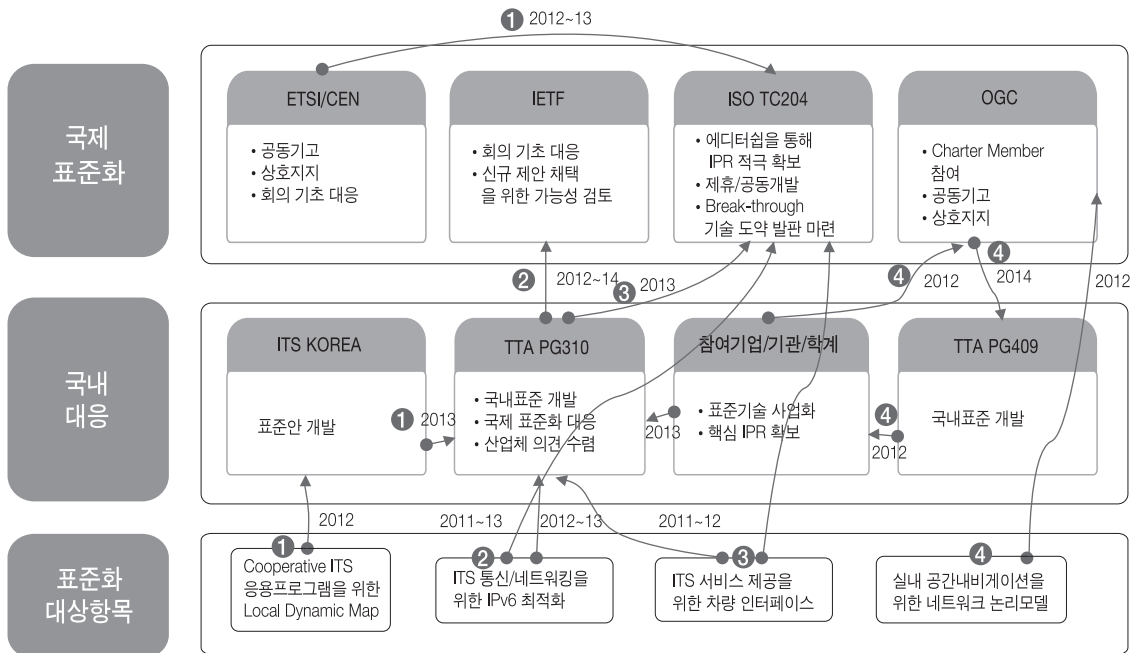 ❶ 2012~13
국제
표준화
ETSI/CEN
• 공동기고
• 상호지지
• 회의 기초 대응
IETF
• 회의 기초 대응
• 신규 제안 채택
을 위한 가능성 검토
ISO TC204
• 에디터쉽을 통해
IPR 적극 확보
• 제휴/공동개발
• Break-through
기술 도약 발판 마련
OGC
• Charter Member
참여
• 공동기고
• 상호지지
❷ 2012~14
❸ 2013
❹ 2012
❹ 2014
2012
국내
대응
ITS KOREA
표준안 개발
❶ 2013
TTA PG310
• 국내표준 개발
• 국제 표준화 대응
• 산업체 의견 수렴
2013
참여기업/기관/학계
• 표준기술 사업화
• 핵심 IPR 확보
❹
2012
TTA PG409
국내표준 개발
2012
2011~13
2012~13
2011~12
표준화
대상항목
❶
Cooperative ITS
응용프로그램을 위한
Local Dynamic Map
❷
ITS 통신/네트워킹을
위한 IPv6 최적화
❸
ITS 서비스 제공을
위한 차량 인터페이스
❹
실내 공간내비게이션을
위한 네트워크 논리모델